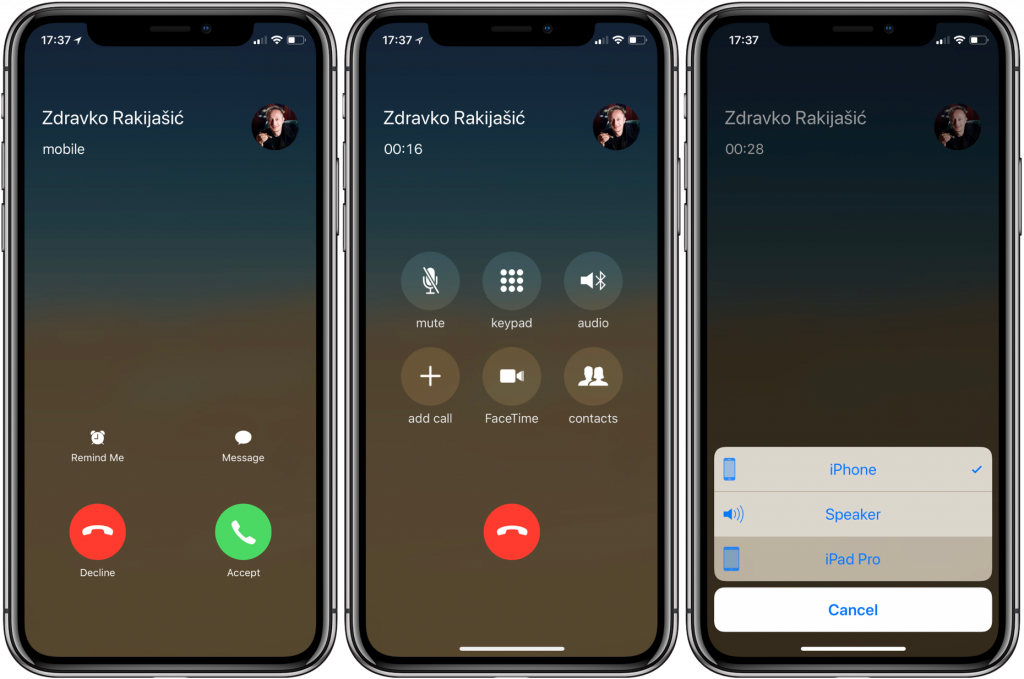 17:37
Zdravko Rakijašić
mobile
Remind Me
Message
Decline
Accept
17:37
Zdravko Rakijašić
00:16
mute
keypad
audio
add call
FaceTime
contacts
17:37
Zdravko Rakijašić
00:28
iPhone
Speaker
iPad Pro
Cancel